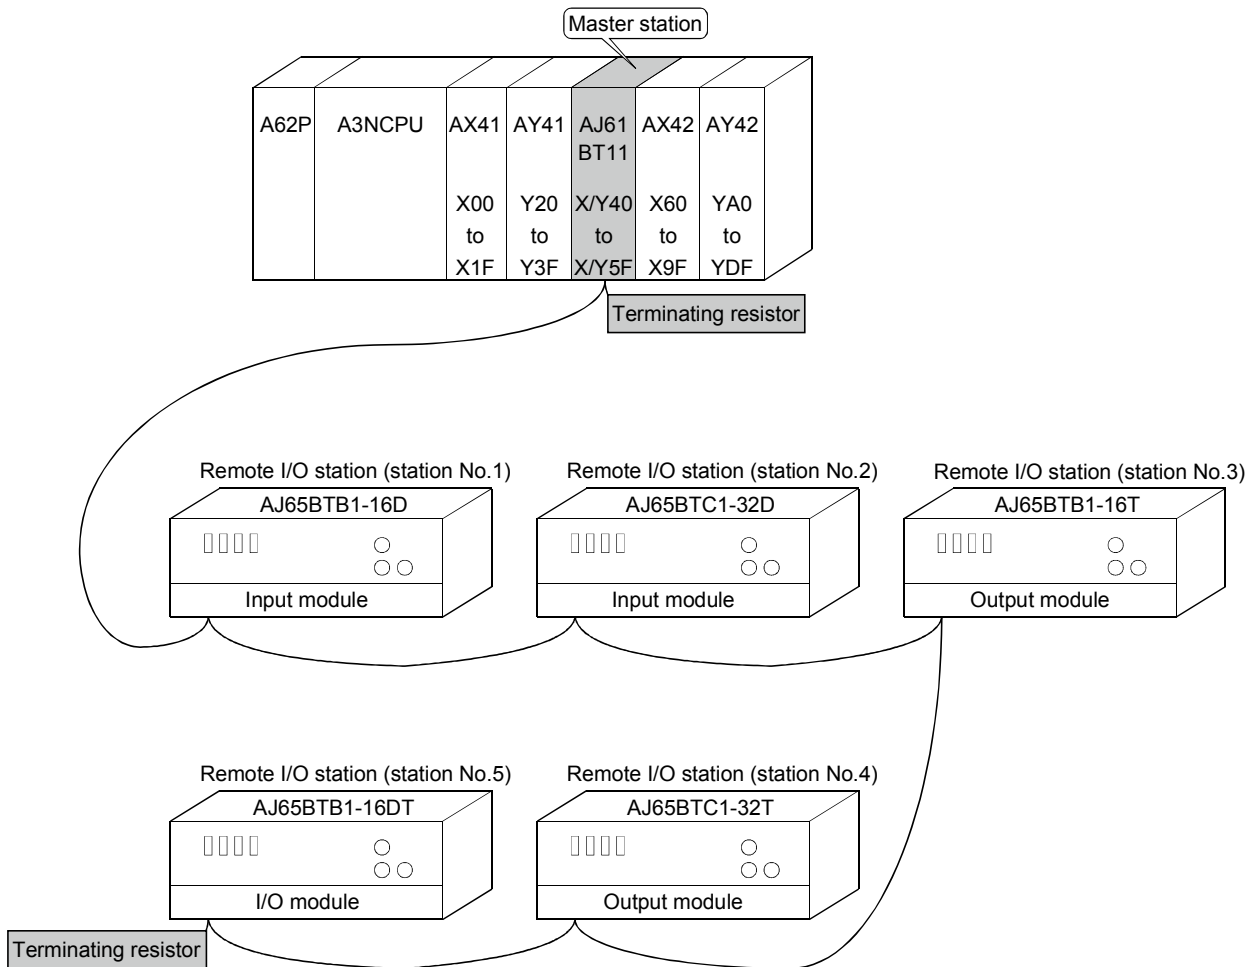 Master station
A62P A3NCPU AX41 AY41 AJ61 AX42 AY42
BT11
X00 Y20 X/Y40 X60 YA0
to to to to to
X1F Y3F X/Y5F X9F YDF
Terminating resistor
Remote I/O station (station No.1) Remote I/O station (station No.2) Remote I/O station (station No.3)
AJ65BTB1-16D AJ65BTC1-32D AJ65BTB1-16T
Input module Input module Output module
Remote I/O station (station No.5) Remote I/O station (station No.4)
AJ65BTB1-16DT AJ65BTC1-32T
I/O module Output module
Terminating resistor